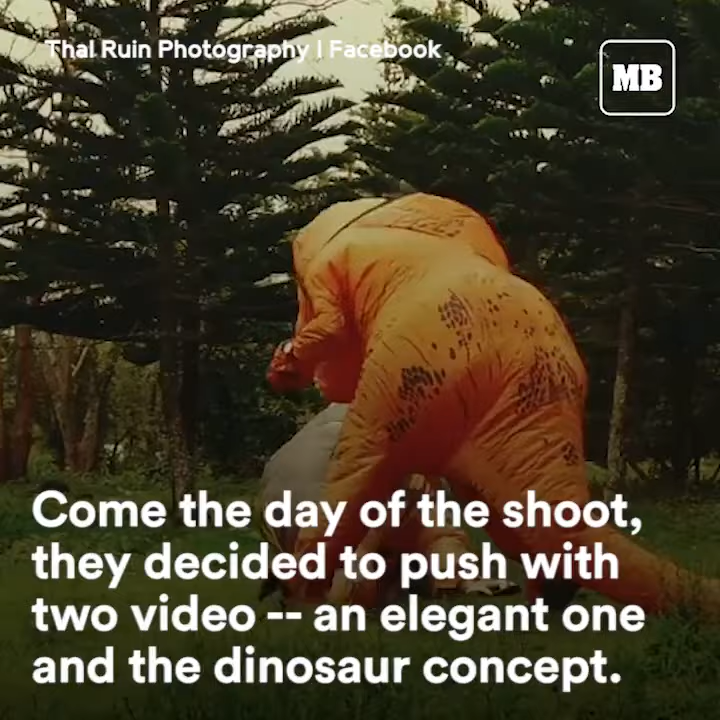 Thal Ruin Photography | Facebook
MB
Come the day of the shoot,
they decided to push with
two video -- an elegant one
and the dinosaur concept.